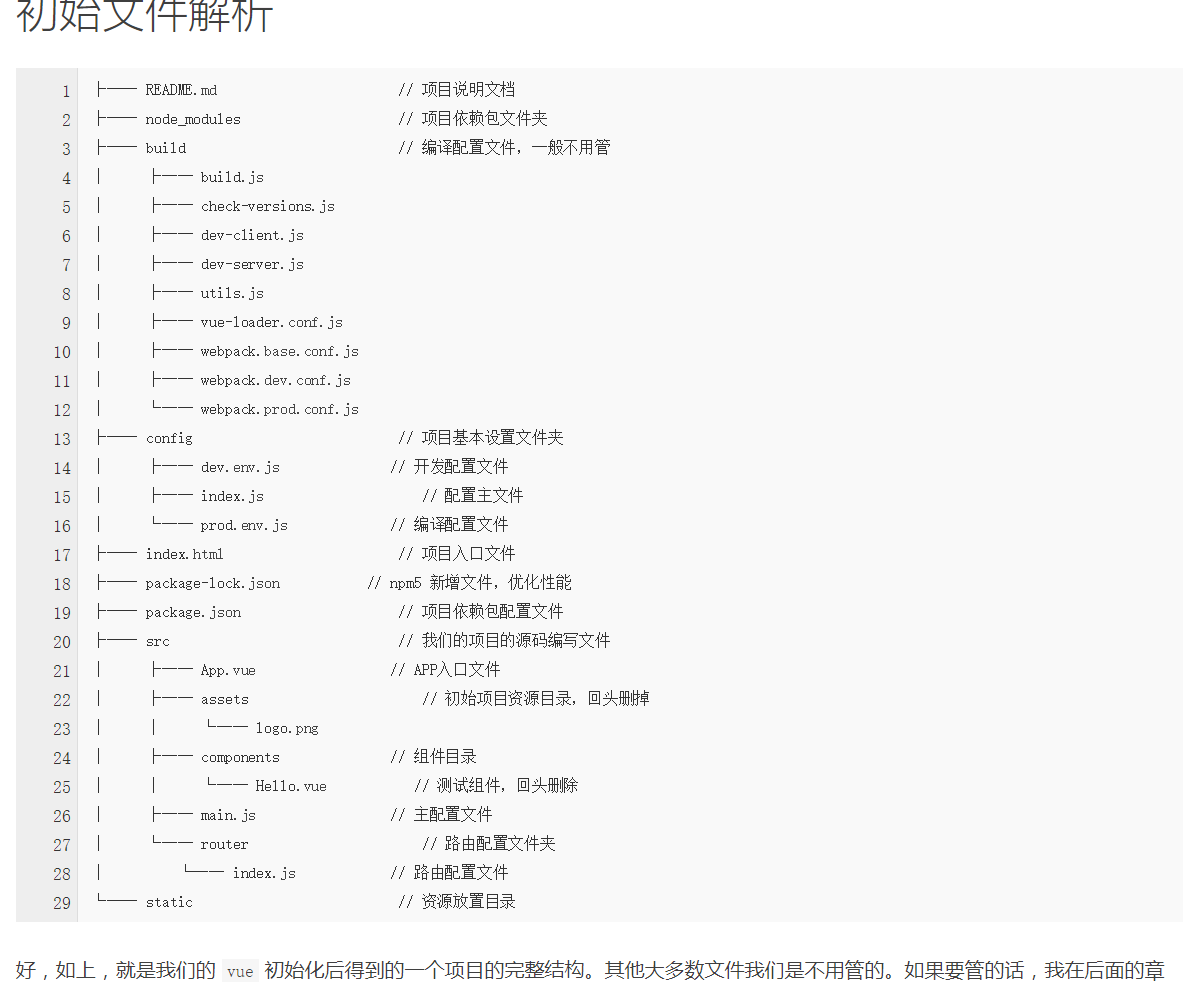 初始文件解析
1 ├── README.md // 项目说明文档
2 ├── node_modules // 项目依赖包文件夹
3 ├── build // 编译配置文件，一般不用管
4 │ ├── build.js
5 │ ├── check-versions.js
6 │ ├── dev-client.js
7 │ ├── dev-server.js
8 │ ├── utils.js
9 │ ├── vue-loader.conf.js
10 │ ├── webpack.base.conf.js
11 │ ├── webpack.dev.conf.js
12 │ └── webpack.prod.conf.js
13 ├── config // 项目基本设置文件夹
14 │ ├── dev.env.js // 开发配置文件
15 │ ├── index.js // 配置主文件
16 │ └── prod.env.js // 编译配置文件
17 ├── index.html // 项目入口文件
18 ├── package-lock.json // npm5 新增文件，优化性能
19 ├── package.json // 项目依赖包配置文件
20 ├── src // 我们的项目的源码编写文件
21 │ ├── App.vue // APP入口文件
22 │ ├── assets // 初始项目资源目录，回头删掉
23 │ │ └── logo.png
24 │ ├── components // 组件目录
25 │ │ └── Hello.vue // 测试组件，回头删除
26 │ ├── main.js // 主配置文件
27 │ └── router // 路由配置文件夹
28 │ └── index.js // 路由配置文件
29 └── static // 资源放置目录
好，如上，就是我们的 vue 初始化后得到的一个项目的完整结构。其他大多数文件我们是不用管的。如果要管的话，我在后面的章